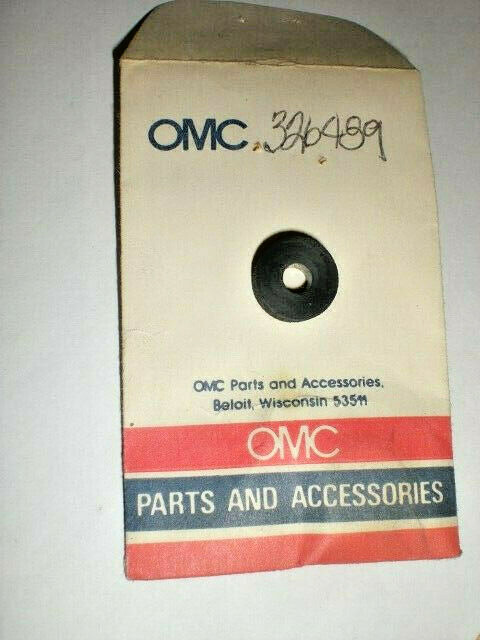 OMC 326489
OMC Parts and Accessories,
Beloit, Wisconsin 53511
OMC
PARTS AND ACCESSORIES